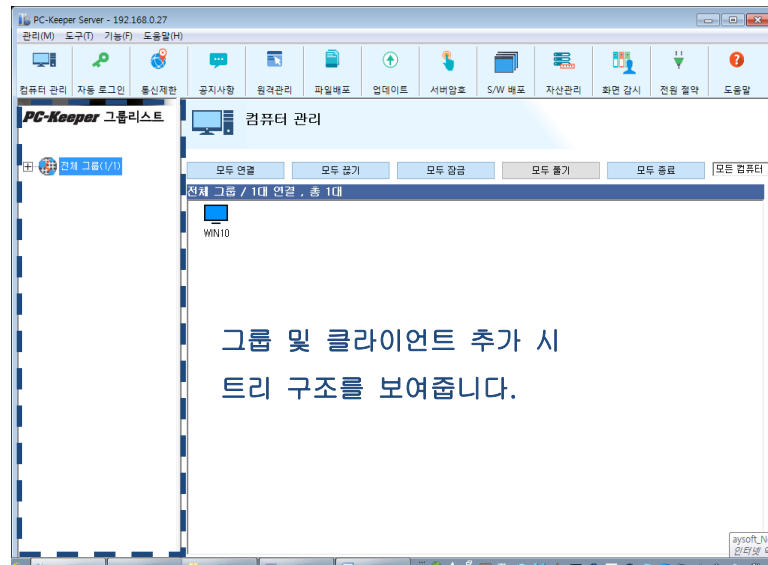 PC-Keeper Server - 192.168.0.27
관리(M) 도구(T) 기능(F) 도움말(H)
컴퓨터 관리 자동 로그인 통신제한 공지사항 원격관리 파일배포 업데이트 서버암호 S/W 배포 자산관리 화면 감시 전원 절약 도움말
PC-Keeper 그룹리스트
컴퓨터 관리
전체 그룹(1/1)
모두 연결 모두 끊기 모두 잠금 모두 풀기 모두 종료 모든 컴퓨터
전체 그룹 / 1대 연결 , 총 1대
WIN10
그룹 및 클라이언트 추가 시
트리 구조를 보여줍니다.
aysoft_N
인터넷